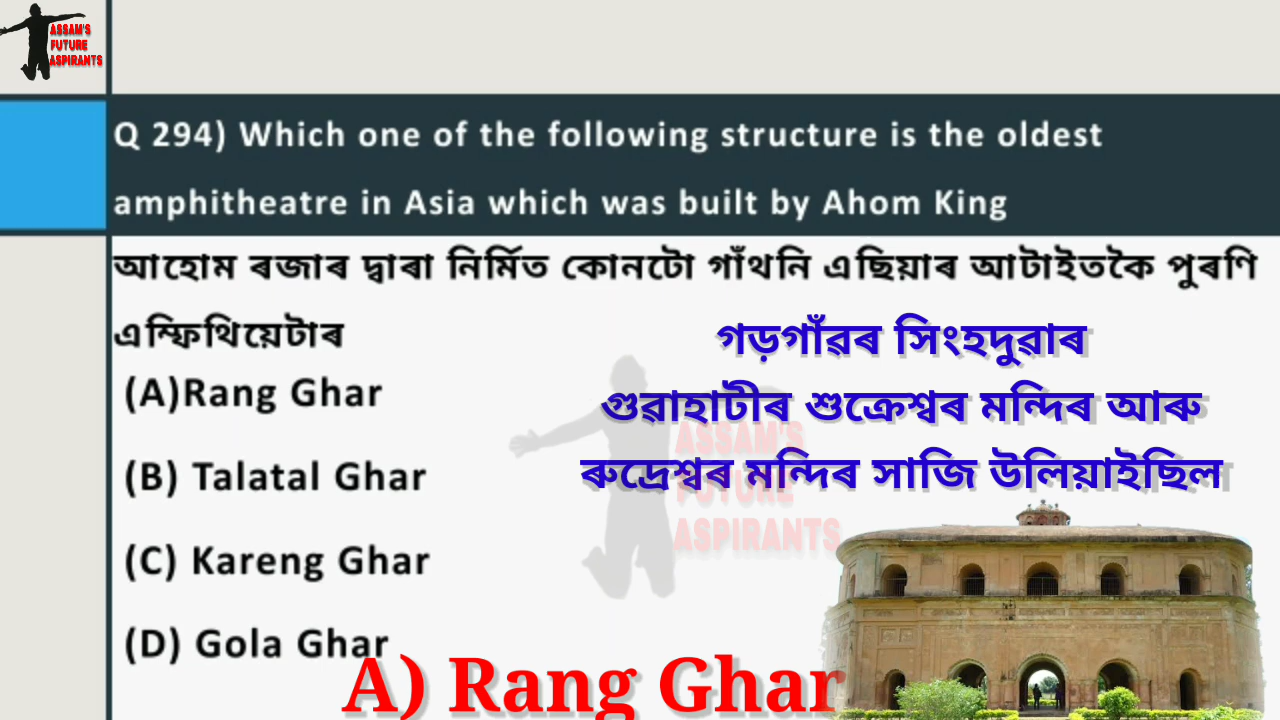 ASSAM'S
FUTURE
ASPIRANTS
Q 294) Which one of the following structure is the oldest
amphitheatre in Asia which was built by Ahom King
আহোম ৰজাৰ দ্বাৰা নিৰ্মিত কোনটো গাঁথনি এছিয়াৰ আটাইতকৈ পুৰণি
এম্ফিথিয়েটাৰ
গড়গাঁৱৰ সিংহদুৱাৰ
গুৱাহাটীৰ শুক্ৰেশ্বৰ মন্দিৰ আৰু
ৰুদ্ৰেশ্বৰ মন্দিৰ সাজি উলিয়াইছিল
(A)Rang Ghar
(B) Talatal Ghar
(C) Kareng Ghar
(D) Gola Ghar
ASSAM'S
FUTURE
ASPIRANTS
A) Rang Ghar